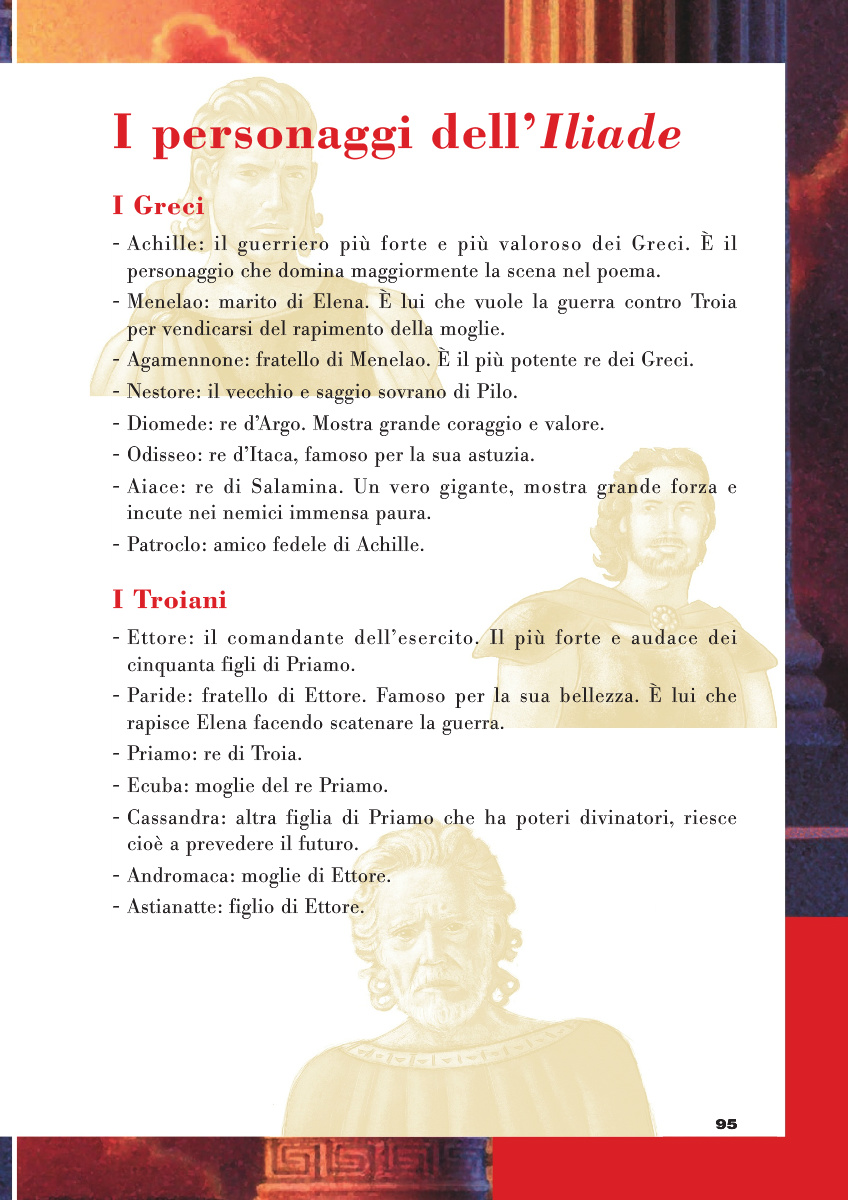 I personaggi dell’Iliade
I Greci
- Achille: il guerriero più forte e più valoroso dei Greci. È il
personaggio che domina maggiormente la scena nel poema.
- Menelao: marito di Elena. È lui che vuole la guerra contro Troia
per vendicarsi del rapimento della moglie.
- Agamennone: fratello di Menelao. È il più potente re dei Greci.
- Nestore: il vecchio e saggio sovrano di Pilo.
- Diomede: re d’Argo. Mostra grande coraggio e valore.
- Odisseo: re d’Itaca, famoso per la sua astuzia.
- Aiace: re di Salamina. Un vero gigante, mostra grande forza e
incute nei nemici immensa paura.
- Patroclo: amico fedele di Achille.
I Troiani
- Ettore: il comandante dell’esercito. Il più forte e audace dei
cinquanta figli di Priamo.
- Paride: fratello di Ettore. Famoso per la sua bellezza. È lui che
rapisce Elena facendo scatenare la guerra.
- Priamo: re di Troia.
- Ecuba: moglie del re Priamo.
- Cassandra: altra figlia di Priamo che ha poteri divinatori, riesce
cioè a prevedere il futuro.
- Andromaca: moglie di Ettore.
- Astianatte: figlio di Ettore.
95